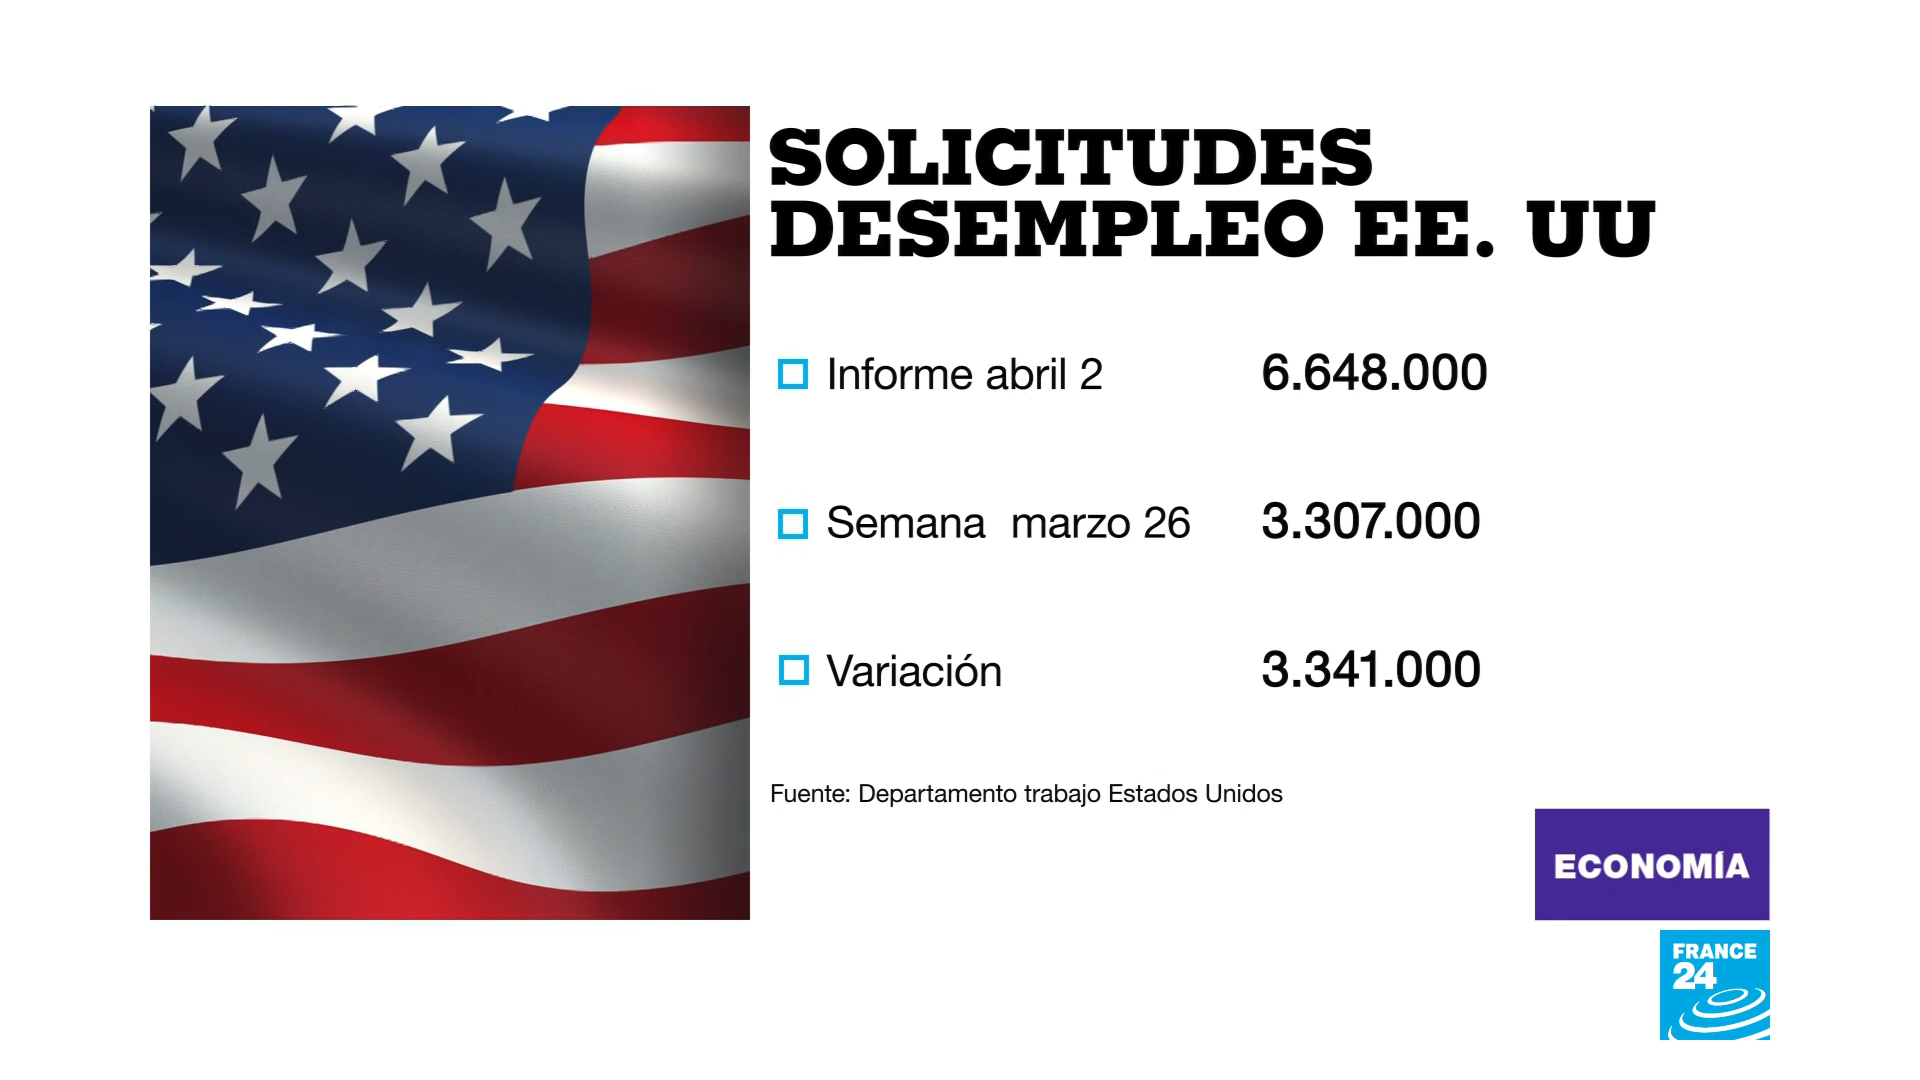 SOLICITUDES
DESEMPLEO EE. UU
Informe abril 2 6.648.000
Semana marzo 26 3.307.000
Variación 3.341.000
Fuente: Departamento trabajo Estados Unidos
ECONOMÍA
FRANCE
24